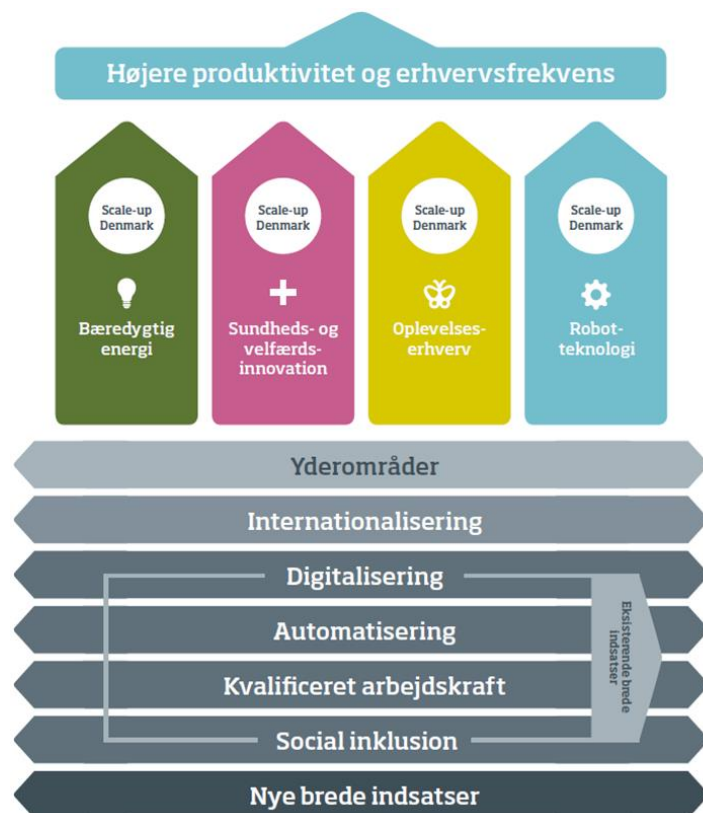 Højere produktivitet og erhvervsfrekvens
Scale-up
Denmark
Bæredygtig
energi
Scale-up
Denmark
Sundheds- og
velfærds-
innovation
Scale-up
Denmark
Oplevelses-
erhverv
Scale-up
Denmark
Robot-
teknologi
Yderområder
Internationalisering
Digitalisering
Automatisering
Kvalificeret arbejdskraft
Social inklusion
Eksisterende brede
indsatser
Nye brede indsatser